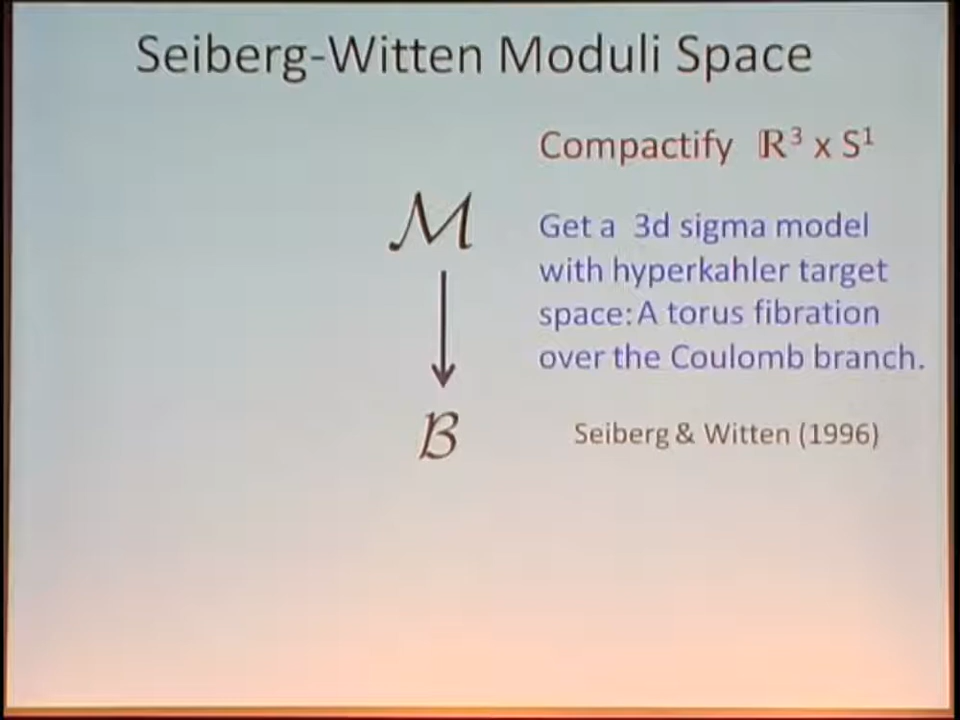 Seiberg-Witten Moduli Space
Compactify ℝ³ x S¹
ℳ
Get a 3d sigma model
with hyperkahler target
space: A torus fibration
over the Coulomb branch.
ℬ
Seiberg & Witten (1996)